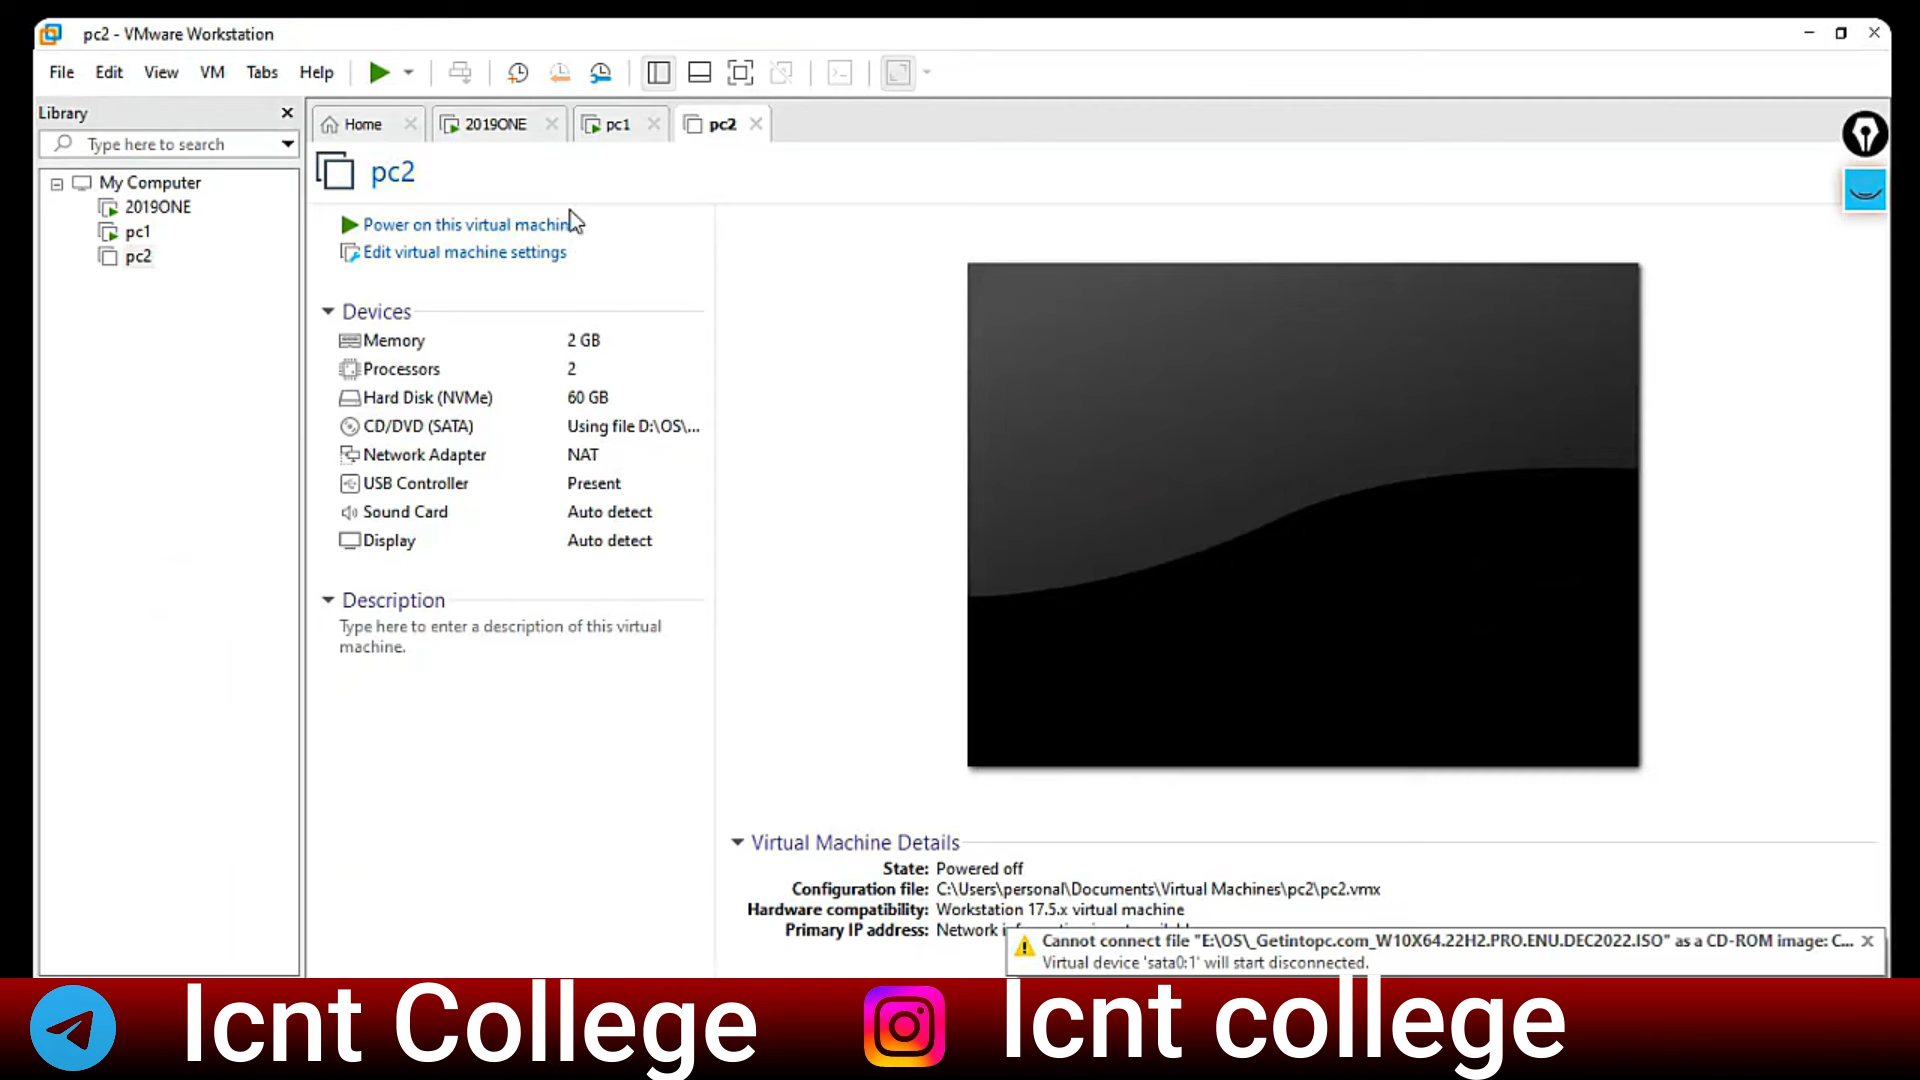 pc2 - VMware Workstation
File Edit View VM Tabs Help
Library
Type here to search
My Computer
2019ONE
pc1
pc2
Home 2019ONE pc1 pc2
pc2
Power on this virtual machin
Edit virtual machine settings
Devices
Memory 2 GB
Processors 2
Hard Disk (NVMe) 60 GB
CD/DVD (SATA) Using file D:\OS\...
Network Adapter NAT
USB Controller Present
Sound Card Auto detect
Display Auto detect
Description
Type here to enter a description of this virtual
machine.
Virtual Machine Details
State: Powered off
Configuration file: C:\Users\personal\Documents\Virtual Machines\pc2\pc2.vmx
Hardware compatibility: Workstation 17.5.x virtual machine
Primary IP address: Network
Cannot connect file "E:\OS\_Getintopc.com_W10X64.22H2.PRO.ENU.DEC2022.ISO" as a CD-ROM image: C...
Virtual device 'sata0:1' will start disconnected.
Icnt College Icnt college